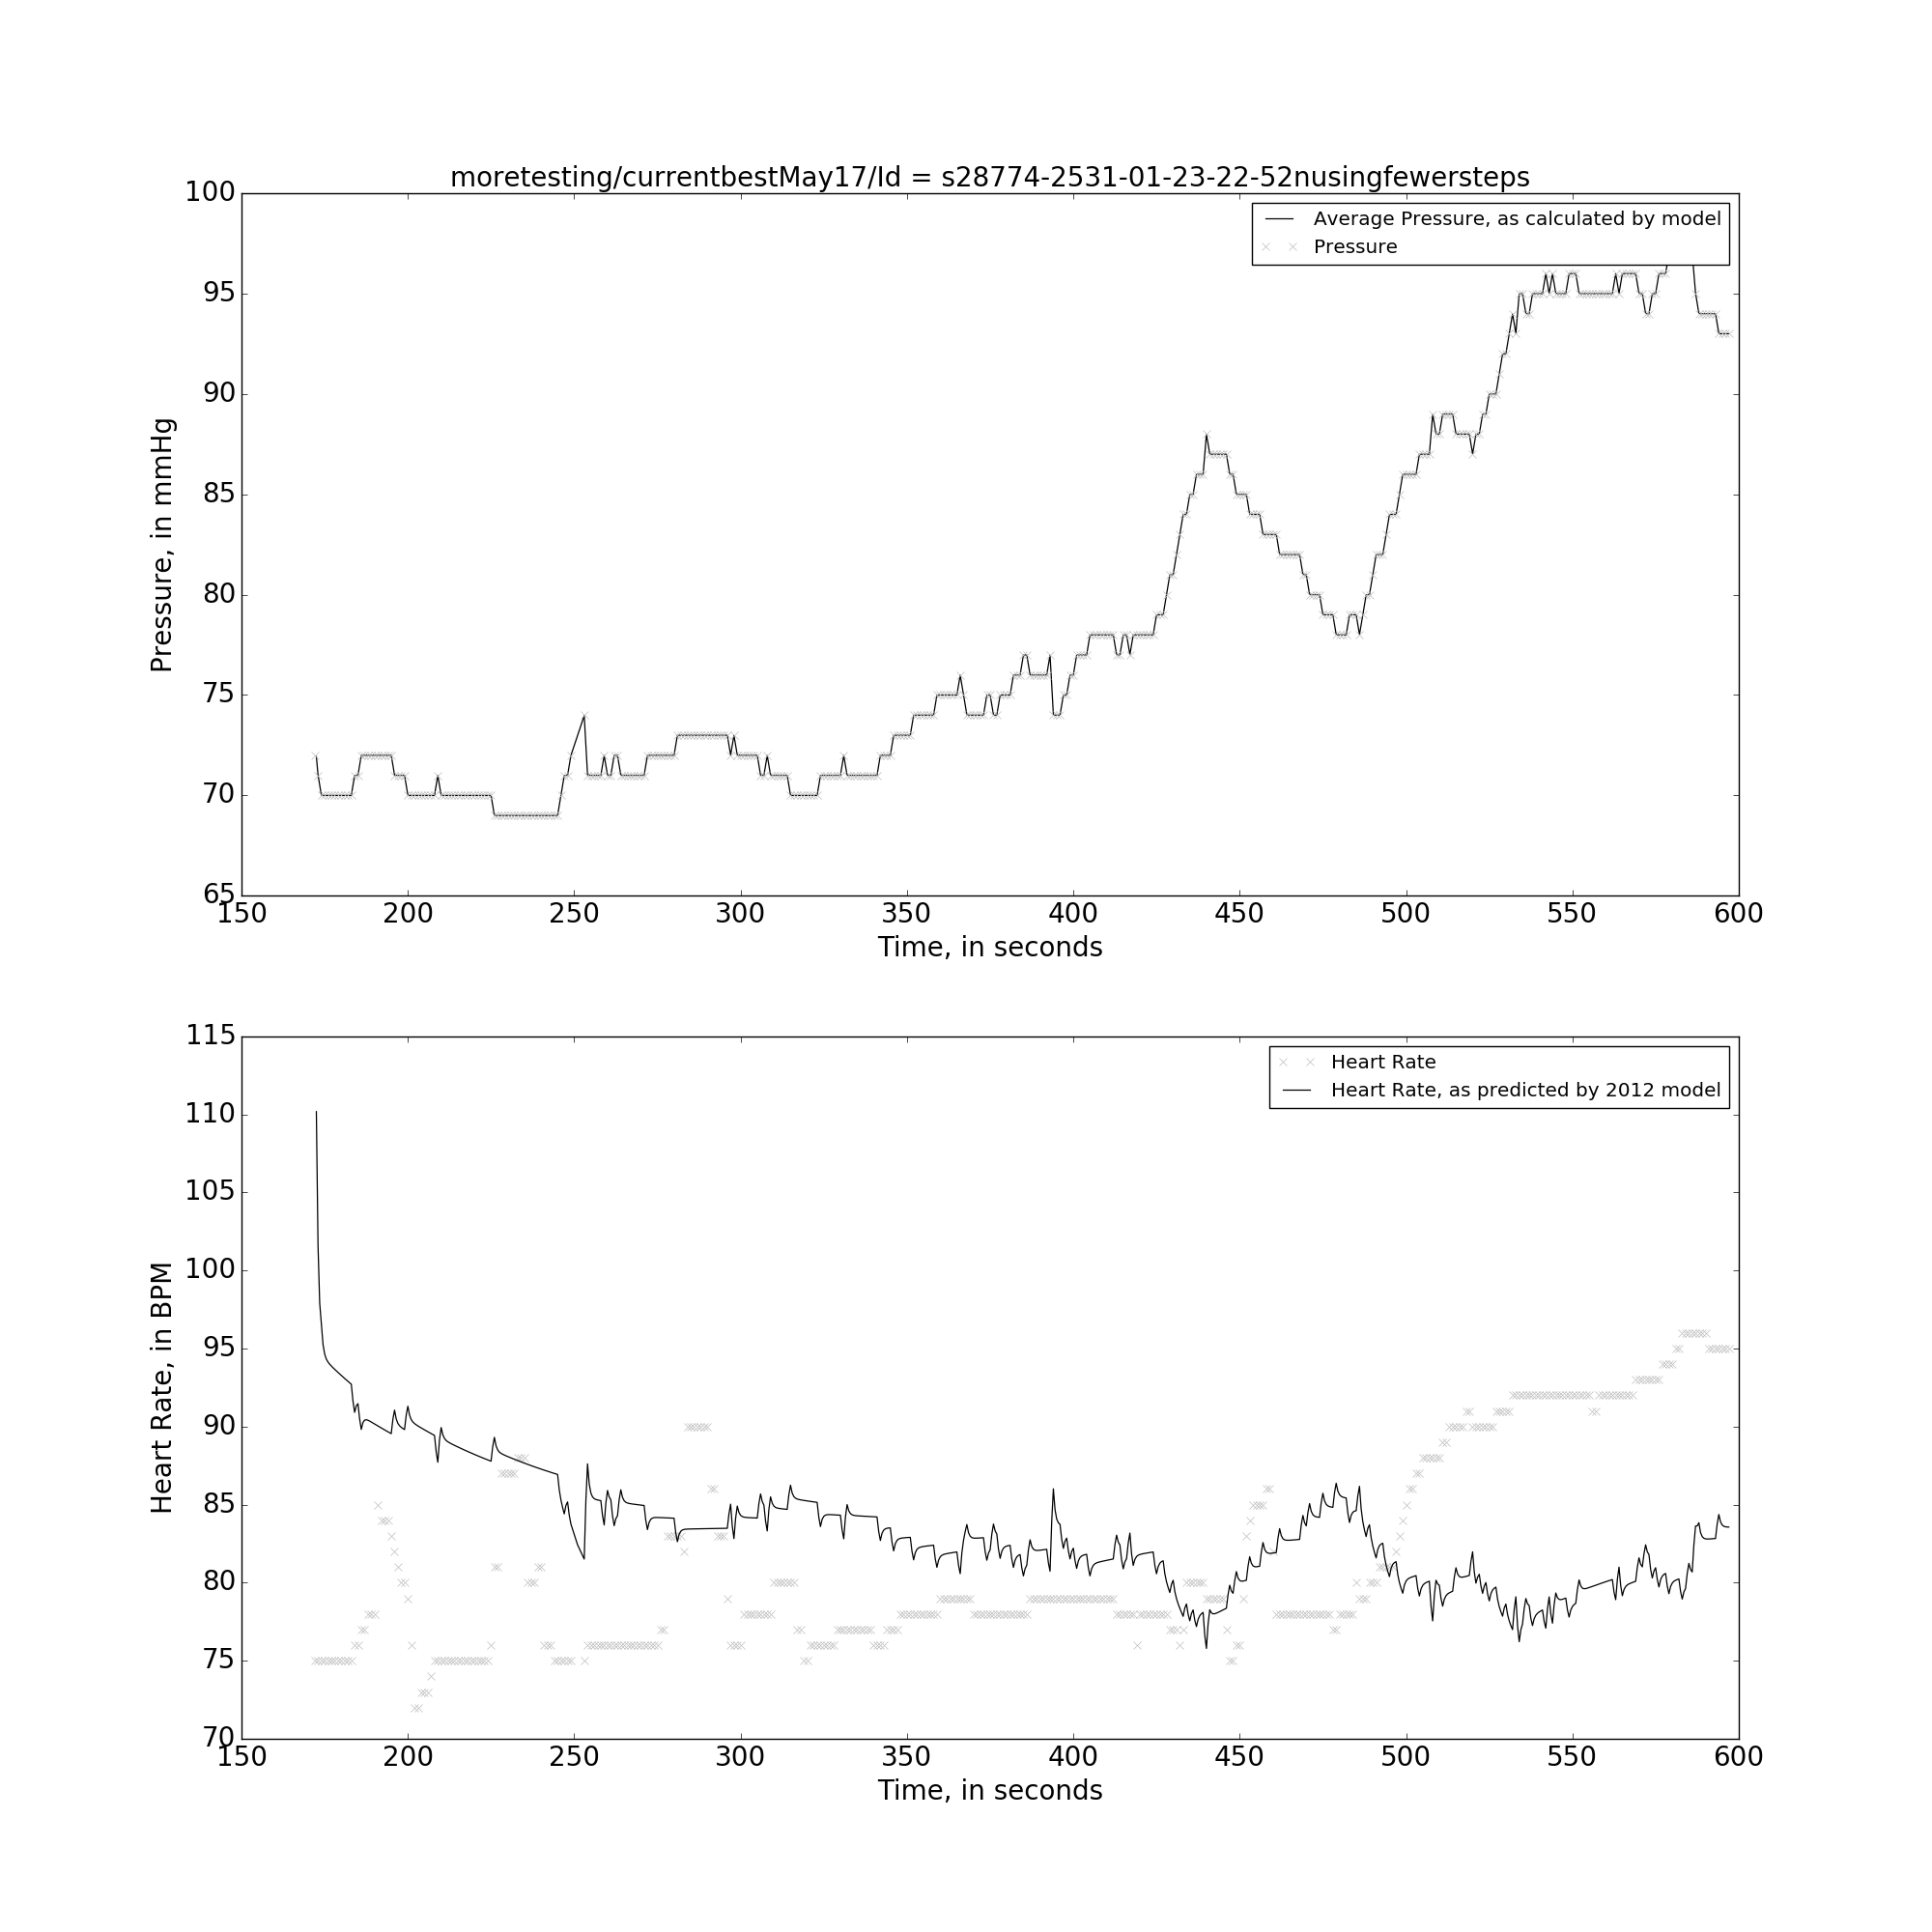 moretesting/currentbestMay17/Id = s28774-2531-01-23-22-52nusingfewersteps
Average Pressure, as calculated by model
Pressure
100
95
90
85
80
75
70
65
Pressure, in mmHg
150 200 250 300 350 400 450 500 550 600
Time, in seconds
Heart Rate
Heart Rate, as predicted by 2012 model
115
110
105
100
95
90
85
80
75
70
Heart Rate, in BPM
150 200 250 300 350 400 450 500 550 600
Time, in seconds